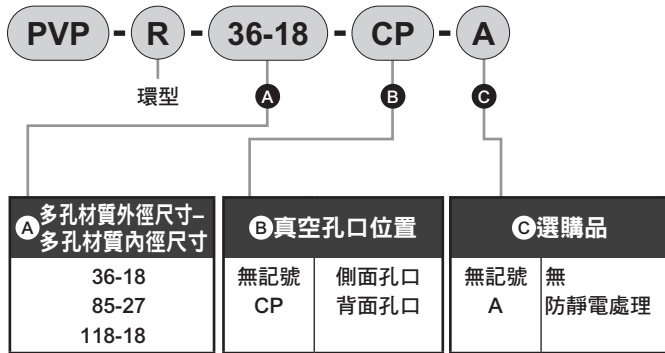 PVP - R - 36-18 - CP - A
環型
A
B
C
A 多孔材質外徑尺寸–
多孔材質內徑尺寸
36-18
85-27
118-18
B 真空孔口位置
無記號 側面孔口
CP 背面孔口
C 選購品
無記號 無
A 防靜電處理